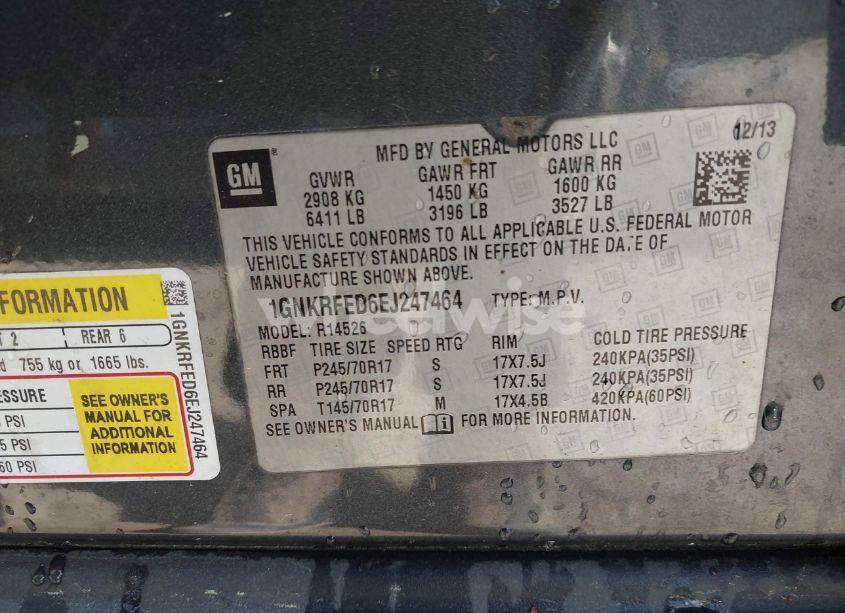 GM
MFD BY GENERAL MOTORS LLC
12/13
GVWR GAWR FRT GAWR RR
2908 KG 1450 KG 1600 KG
6411 LB 3196 LB 3527 LB
THIS VEHICLE CONFORMS TO ALL APPLICABLE U.S. FEDERAL MOTOR
VEHICLE SAFETY STANDARDS IN EFFECT ON THE DATE OF
MANUFACTURE SHOWN ABOVE.
1GNKRFED6EJ247464 TYPE: M.P.V.
MODEL: R14526
RBBF TIRE SIZE SPEED RTG RIM COLD TIRE PRESSURE
FRT P245/70R17 S 17X7.5J 240KPA(35PSI)
RR P245/70R17 S 17X7.5J 240KPA(35PSI)
SPA T145/70R17 M 17X4.5B 420KPA(60PSI)
SEE OWNER'S MANUAL FOR MORE INFORMATION.
FORMATION
2 REAR 6
755 kg or 1665 lbs.
SEE OWNER'S
MANUAL FOR
ADDITIONAL
INFORMATION
PSI
5 PSI
60 PSI
1GNKRFED6EJ247464